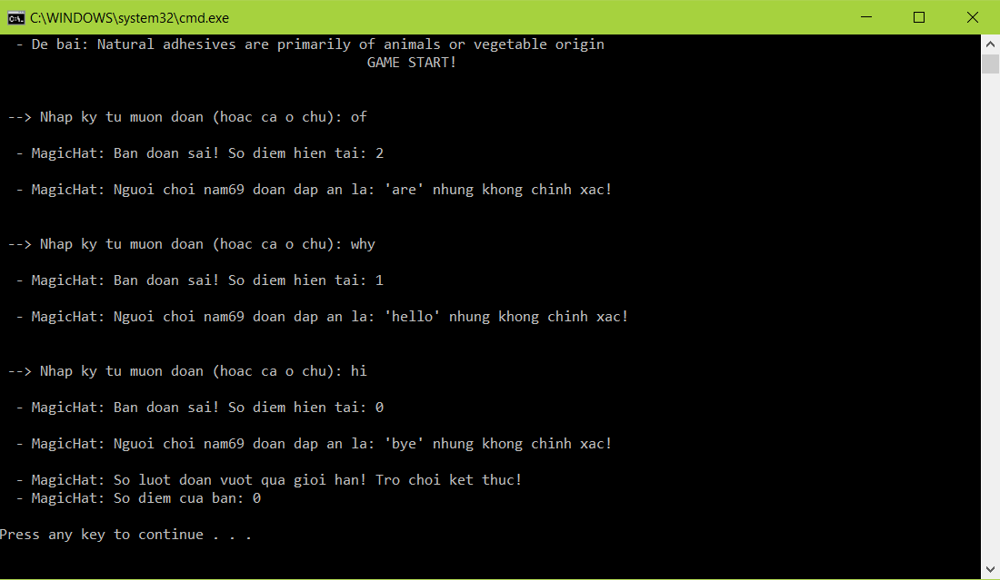 C:\WINDOWS\system32\cmd.exe
- De bai: Natural adhesives are primarily of animals or vegetable origin
GAME START!
--> Nhap ky tu muon doan (hoac ca o chu): of
- MagicHat: Ban doan sai! So diem hien tai: 2
- MagicHat: Nguoi choi nam69 doan dap an la: 'are' nhung khong chinh xac!
--> Nhap ky tu muon doan (hoac ca o chu): why
- MagicHat: Ban doan sai! So diem hien tai: 1
- MagicHat: Nguoi choi nam69 doan dap an la: 'hello' nhung khong chinh xac!
--> Nhap ky tu muon doan (hoac ca o chu): hi
- MagicHat: Ban doan sai! So diem hien tai: 0
- MagicHat: Nguoi choi nam69 doan dap an la: 'bye' nhung khong chinh xac!
- MagicHat: So luot doan vuot qua gioi han! Tro choi ket thuc!
- MagicHat: So diem cua ban: 0
Press any key to continue . . .